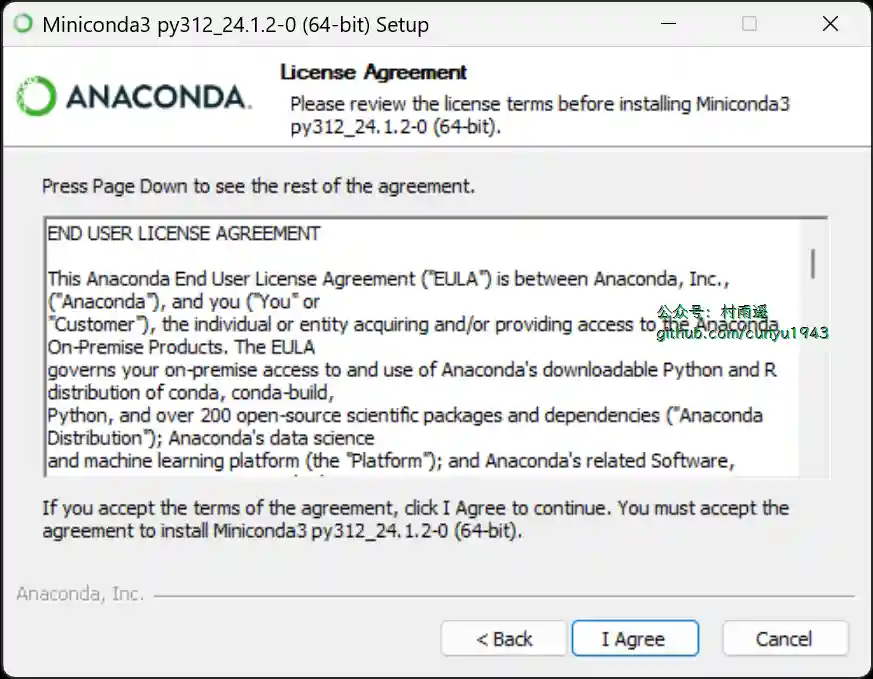 Miniconda3 py312_24.1.2-0 (64-bit) Setup
ANACONDA.
License Agreement
Please review the license terms before installing Miniconda3
py312_24.1.2-0 (64-bit).
Press Page Down to see the rest of the agreement.
END USER LICENSE AGREEMENT
This Anaconda End User License Agreement ("EULA") is between Anaconda, Inc.,
("Anaconda"), and you ("You" or
"Customer"), the individual or entity acquiring and/or providing access to the Anaconda
On-Premise Products. The EULA
governs your on-premise access to and use of Anaconda's downloadable Python and R
distribution of conda, conda-build,
Python, and over 200 open-source scientific packages and dependencies ("Anaconda
Distribution"); Anaconda's data science
and machine learning platform (the "Platform"); and Anaconda's related Software,
公众号：村雨遥
github.com/cunyu1943
If you accept the terms of the agreement, click I Agree to continue. You must accept the
agreement to install Miniconda3 py312_24.1.2-0 (64-bit).
Anaconda, Inc.
< Back
I Agree
Cancel